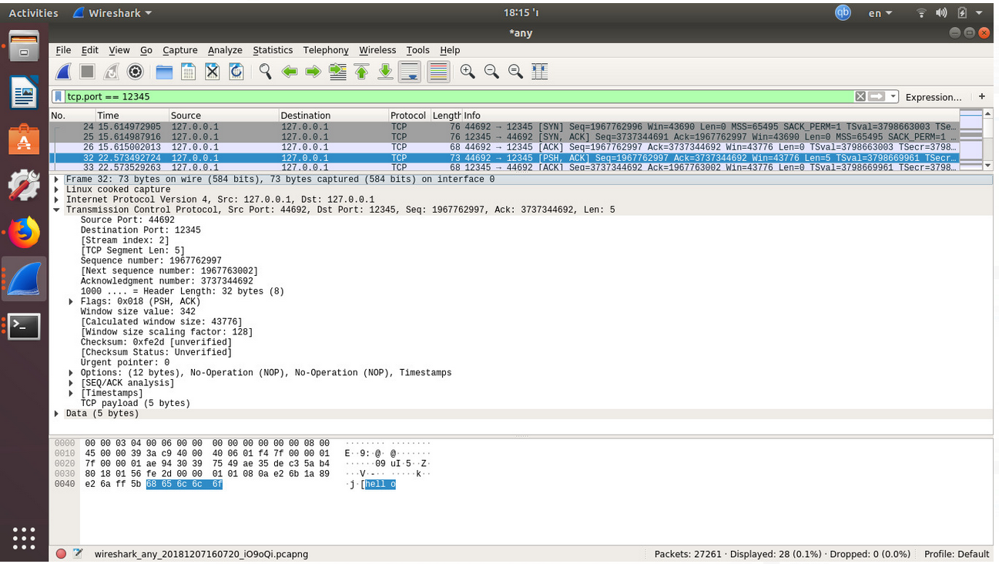 Activities Wireshark 18:15 'ו en
*any
File Edit View Go Capture Analyze Statistics Telephony Wireless Tools Help
tcp.port == 12345 Expression… +
No. Time Source Destination Protocol Length Info
24 15.614972905 127.0.0.1 127.0.0.1 TCP 76 44692 → 12345 [SYN] Seq=1967762996 Win=43690 Len=0 MSS=65495 SACK_PERM=1 TSval=3798663003 TSe…
25 15.614987916 127.0.0.1 127.0.0.1 TCP 76 12345 → 44692 [SYN, ACK] Seq=3737344691 Ack=1967762997 Win=43690 Len=0 MSS=65495 SACK_PERM=1 …
26 15.615002013 127.0.0.1 127.0.0.1 TCP 68 44692 → 12345 [ACK] Seq=1967762997 Ack=3737344692 Win=43776 Len=0 TSval=3798663003 TSecr=3798…
32 22.573492724 127.0.0.1 127.0.0.1 TCP 73 44692 → 12345 [PSH, ACK] Seq=1967762997 Ack=3737344692 Win=43776 Len=5 TSval=3798669961 TSecr…
33 22.573529263 127.0.0.1 127.0.0.1 TCP 68 12345 → 44692 [ACK] Seq=3737344692 Ack=1967763002 Win=43776 Len=0 TSval=3798669961 TSecr=3798…
Frame 32: 73 bytes on wire (584 bits), 73 bytes captured (584 bits) on interface 0
Linux cooked capture
Internet Protocol Version 4, Src: 127.0.0.1, Dst: 127.0.0.1
Transmission Control Protocol, Src Port: 44692, Dst Port: 12345, Seq: 1967762997, Ack: 3737344692, Len: 5
Source Port: 44692
Destination Port: 12345
[Stream index: 2]
[TCP Segment Len: 5]
Sequence number: 1967762997
[Next sequence number: 1967763002]
Acknowledgment number: 3737344692
1000 .... = Header Length: 32 bytes (8)
Flags: 0x018 (PSH, ACK)
Window size value: 342
[Calculated window size: 43776]
[Window size scaling factor: 128]
Checksum: 0xfe2d [unverified]
[Checksum Status: Unverified]
Urgent pointer: 0
Options: (12 bytes), No-Operation (NOP), No-Operation (NOP), Timestamps
[SEQ/ACK analysis]
[Timestamps]
TCP payload (5 bytes)
Data (5 bytes)
0000 00 00 03 04 00 06 00 00 00 00 00 00 00 00 08 00 ········ ········
0010 45 00 00 39 3a c9 40 00 40 06 01 f4 7f 00 00 01 E··9:·@· @·······
0020 7f 00 00 01 ae 94 30 39 75 49 ae 35 de c3 5a b4 ······09 uI·5··Z·
0030 80 18 01 56 fe 2d 00 00 01 01 08 0a e2 6b 1a 89 ···V·-·· ·····k··
0040 e2 6a ff 5b 68 65 6c 6c 6f ·j·[hell o
wireshark_any_20181207160720_iO9oQi.pcapng Packets: 27261 · Displayed: 28 (0.1%) · Dropped: 0 (0.0%) Profile: Default